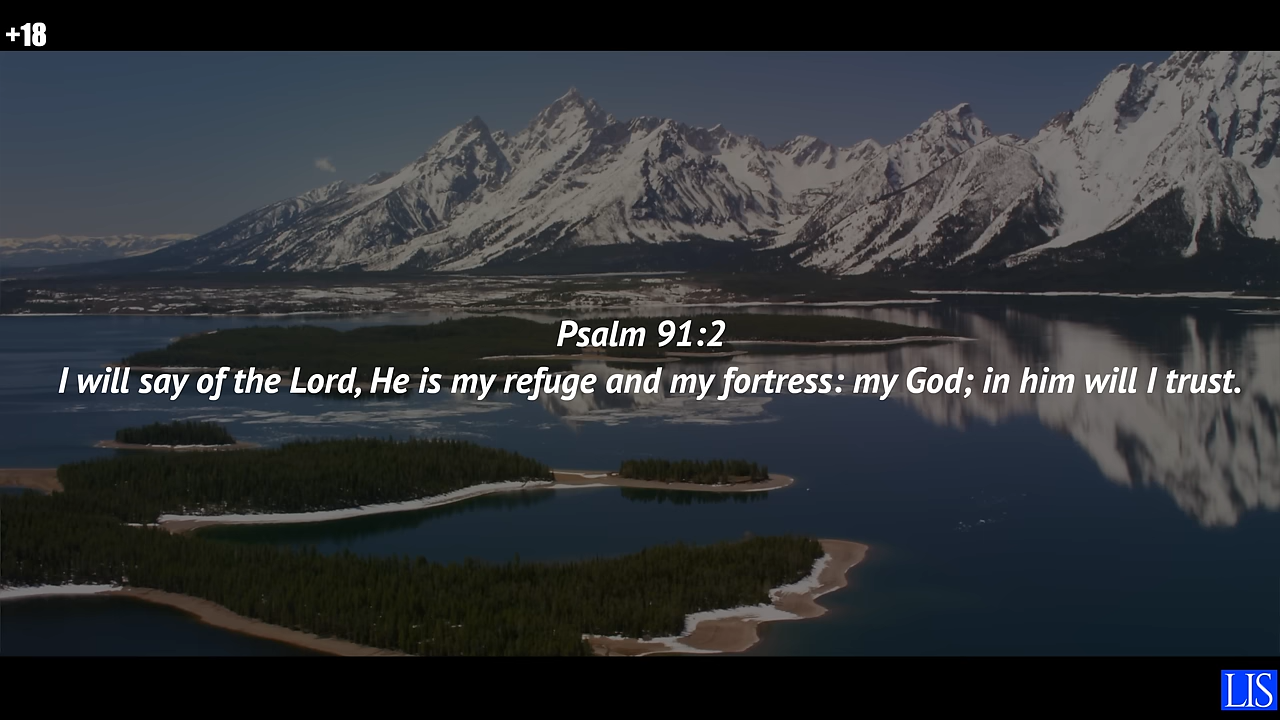 +18
Psalm 91:2
I will say of the Lord, He is my refuge and my fortress: my God; in him will I trust.
LIS